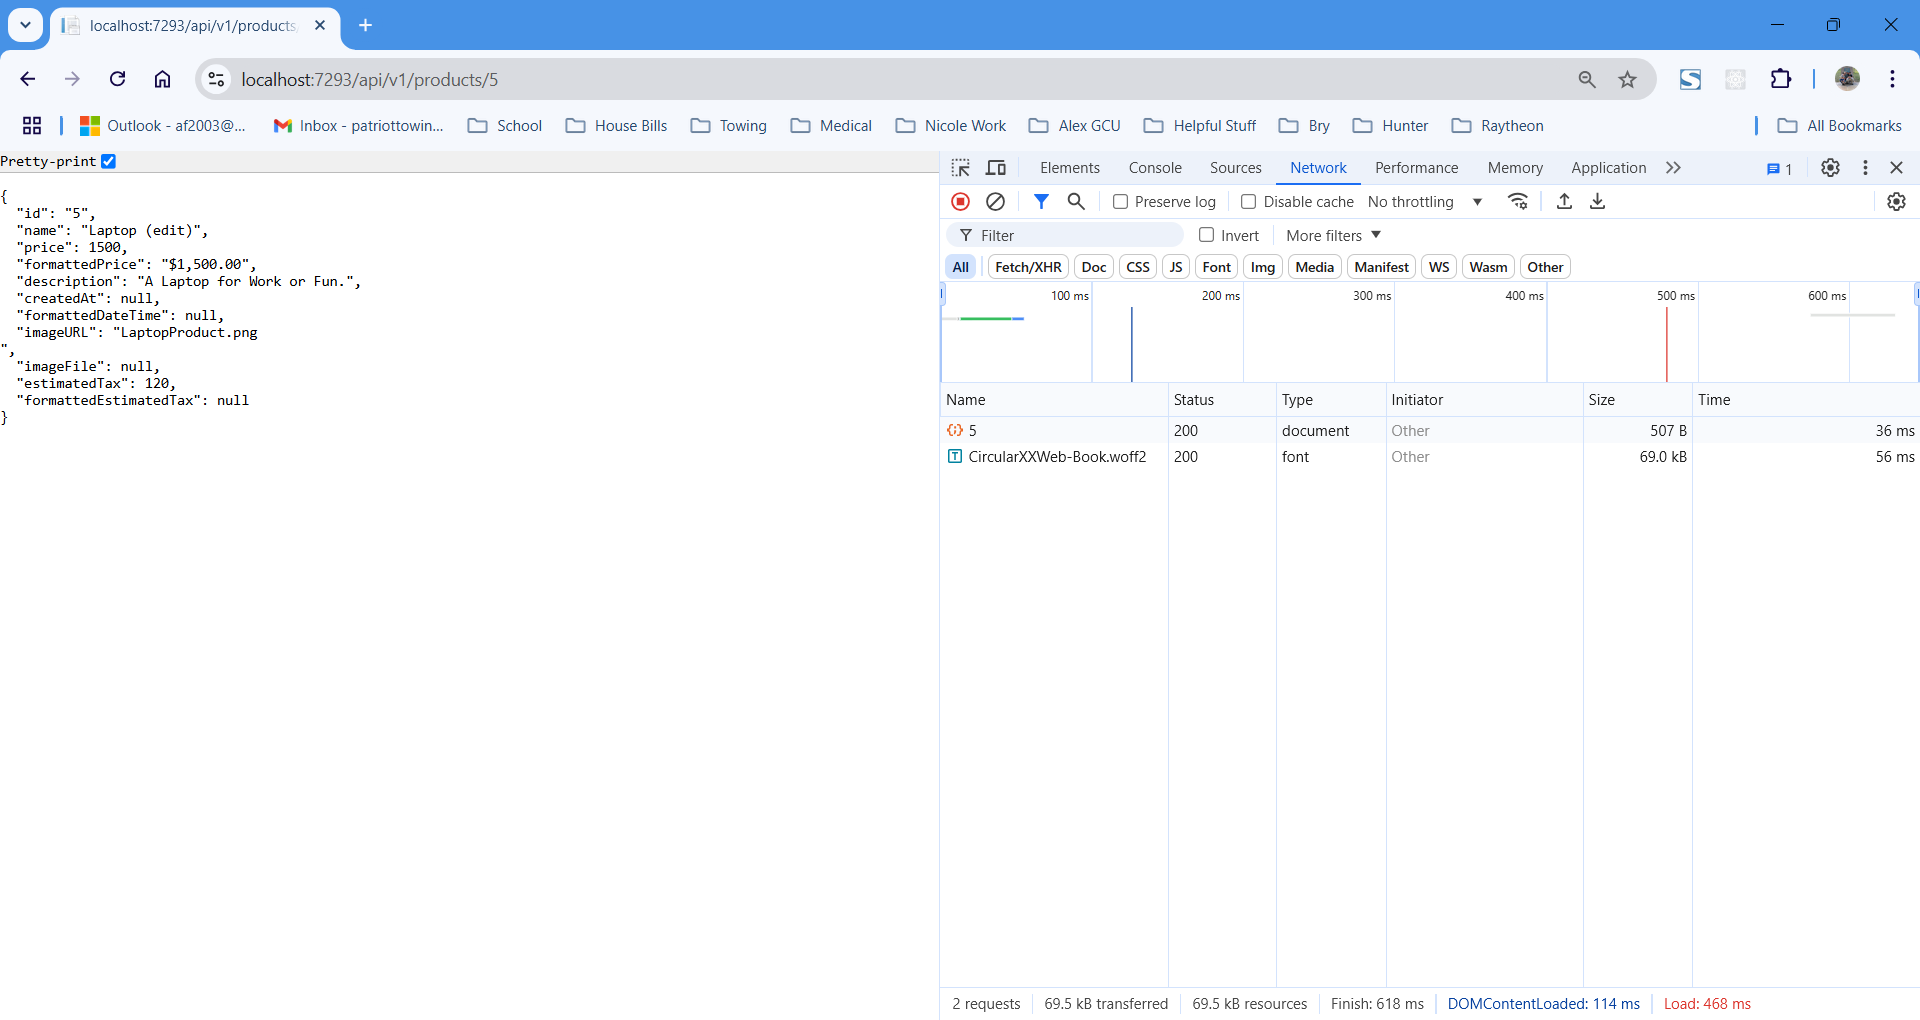 localhost:7293/api/v1/products/
localhost:7293/api/v1/products/5
Outlook - af2003@... Inbox - patriottowin... School House Bills Towing Medical Nicole Work Alex GCU Helpful Stuff Bry Hunter Raytheon All Bookmarks
Pretty-print
{
"id": "5",
"name": "Laptop (edit)",
"price": 1500,
"formattedPrice": "$1,500.00",
"description": "A Laptop for Work or Fun.",
"createdAt": null,
"formattedDateTime": null,
"imageURL": "LaptopProduct.png
",
"imageFile": null,
"estimatedTax": 120,
"formattedEstimatedTax": null
}
Elements Console Sources Network Performance Memory Application 1
Preserve log Disable cache No throttling
Filter Invert More filters
All Fetch/XHR Doc CSS JS Font Img Media Manifest WS Wasm Other
100 ms 200 ms 300 ms 400 ms 500 ms 600 ms
Name Status Type Initiator Size Time
5 200 document Other 507 B 36 ms
CircularXXWeb-Book.woff2 200 font Other 69.0 kB 56 ms
2 requests 69.5 kB transferred 69.5 kB resources Finish: 618 ms DOMContentLoaded: 114 ms Load: 468 ms